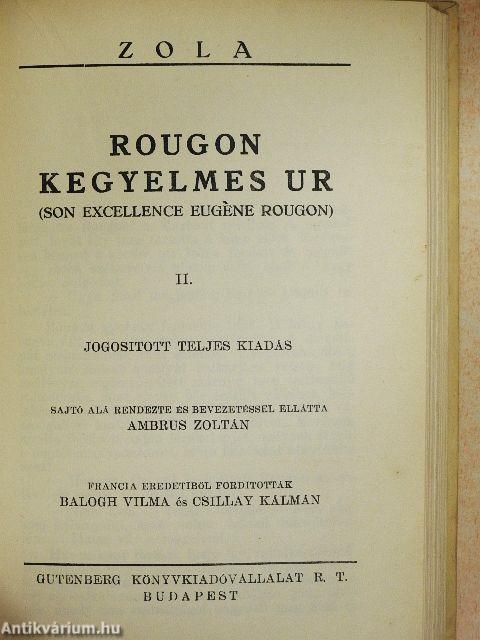 ZOLA
ROUGON
KEGYELMES UR
(SON EXCELLENCE EUGÈNE ROUGON)
II.
JOGOSITOTT TELJES KIADÁS
SAJTÓ ALÁ RENDEZTE ÉS BEVEZETÉSSEL ELLÁTTA
AMBRUS ZOLTÁN
FRANCIA EREDETIBŐL FORDITOTTÁK
BALOGH VILMA és CSILLAY KÁLMÁN
GUTENBERG KÖNYVKIADÓVÁLLALAT R. T.
BUDAPEST
Antikvárium.hu